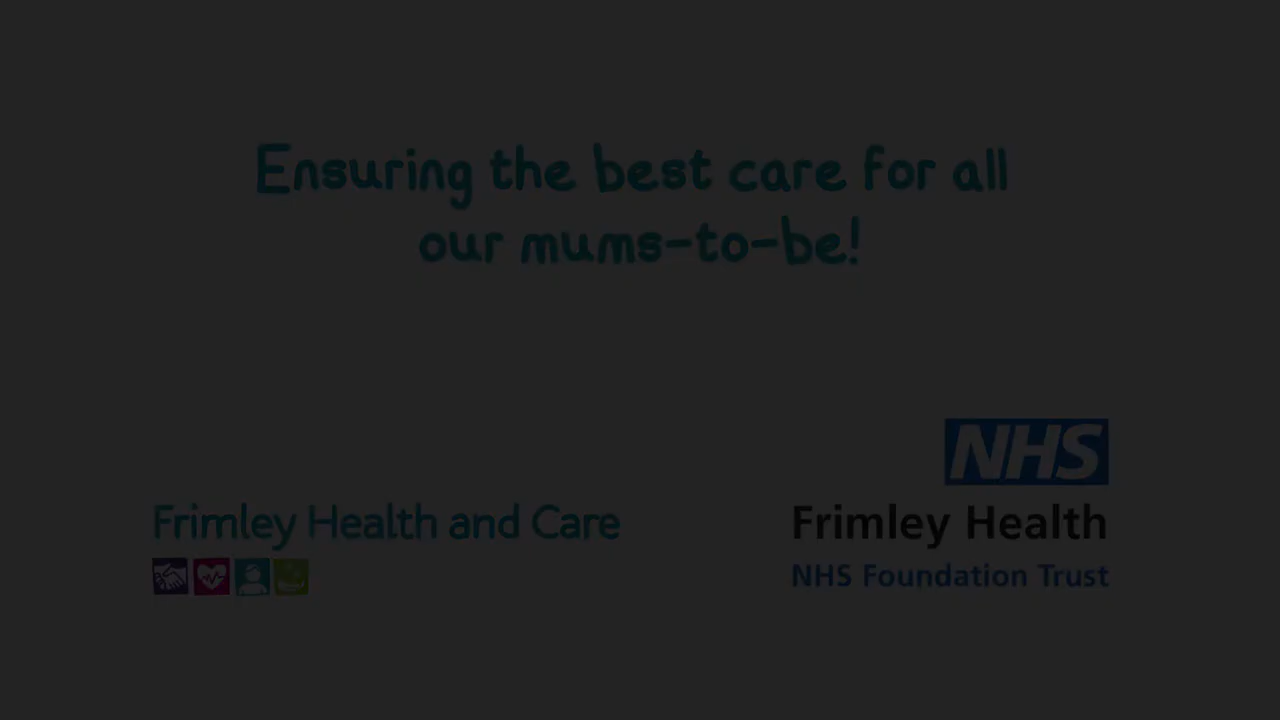 Ensuring the best care for all
our mums-to-be!
NHS
Frimley Health and Care
Frimley Health
NHS Foundation Trust